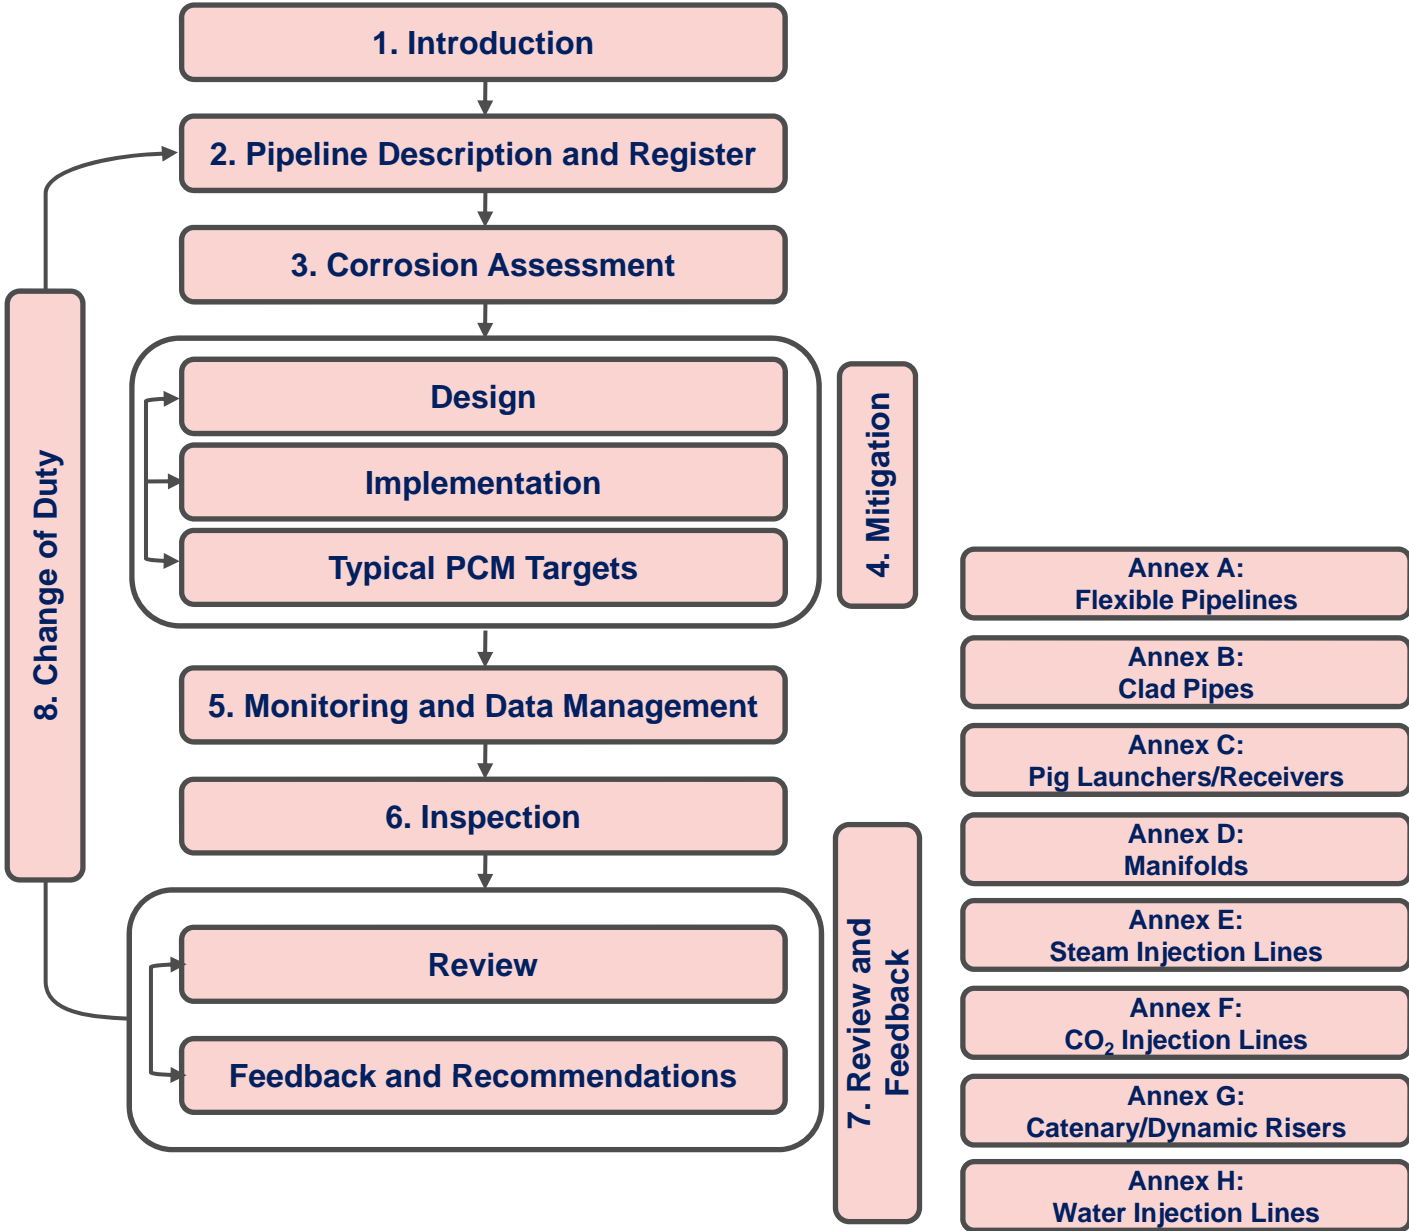 1. Introduction
2. Pipeline Description and Register
3. Corrosion Assessment
Design
Implementation
Typical PCM Targets
4. Mitigation
5. Monitoring and Data Management
6. Inspection
Review
Feedback and Recommendations
7. Review and
Feedback
8. Change of Duty
Annex A:
Flexible Pipelines
Annex B:
Clad Pipes
Annex C:
Pig Launchers/Receivers
Annex D:
Manifolds
Annex E:
Steam Injection Lines
Annex F:
CO₂ Injection Lines
Annex G:
Catenary/Dynamic Risers
Annex H:
Water Injection Lines